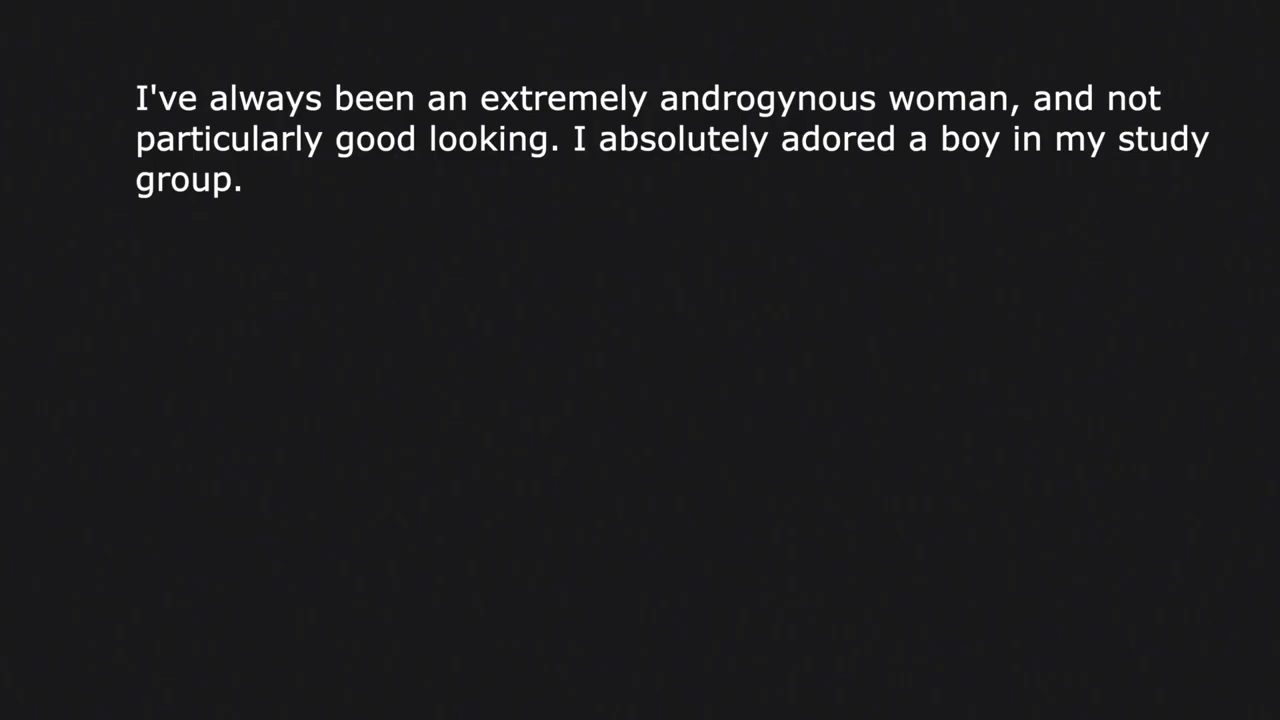 I've always been an extremely androgynous woman, and not
particularly good looking. I absolutely adored a boy in my study
group.